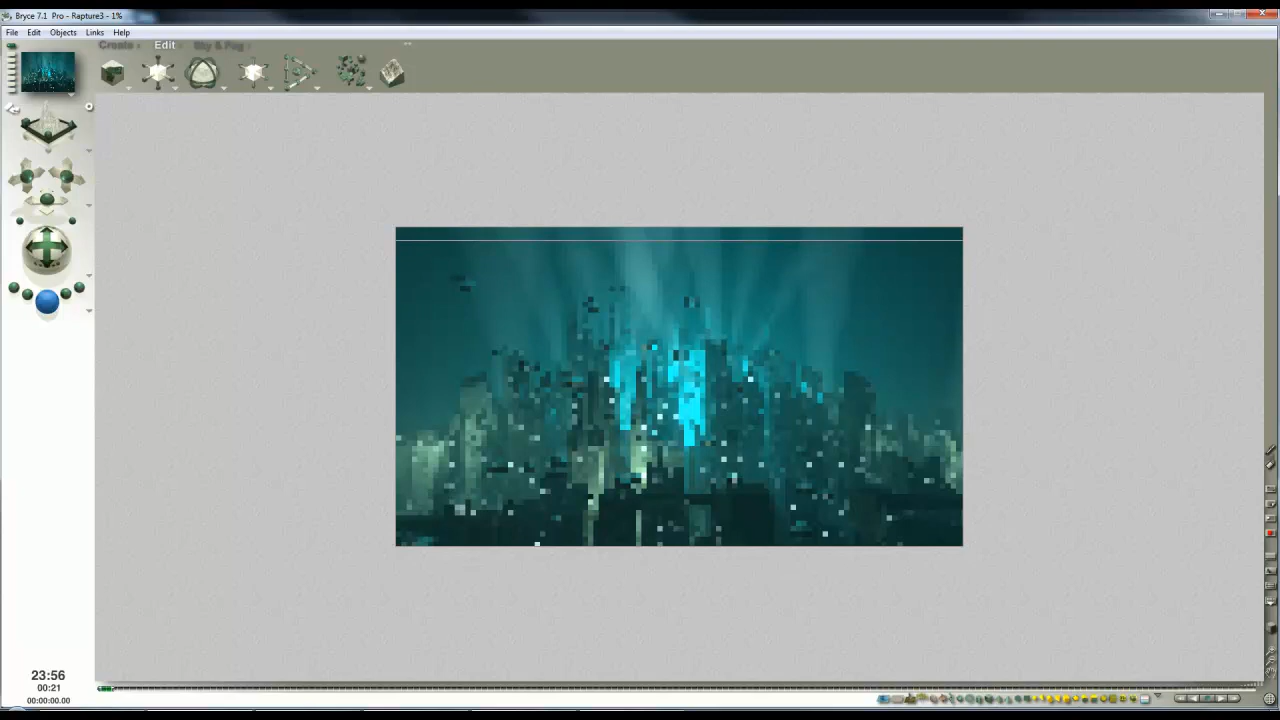 Bryce 7.1 Pro - Rapture3 - 1%
File Edit Objects Links Help
Create Edit Sky & Fog
23:56
00:21
00:00:00.00